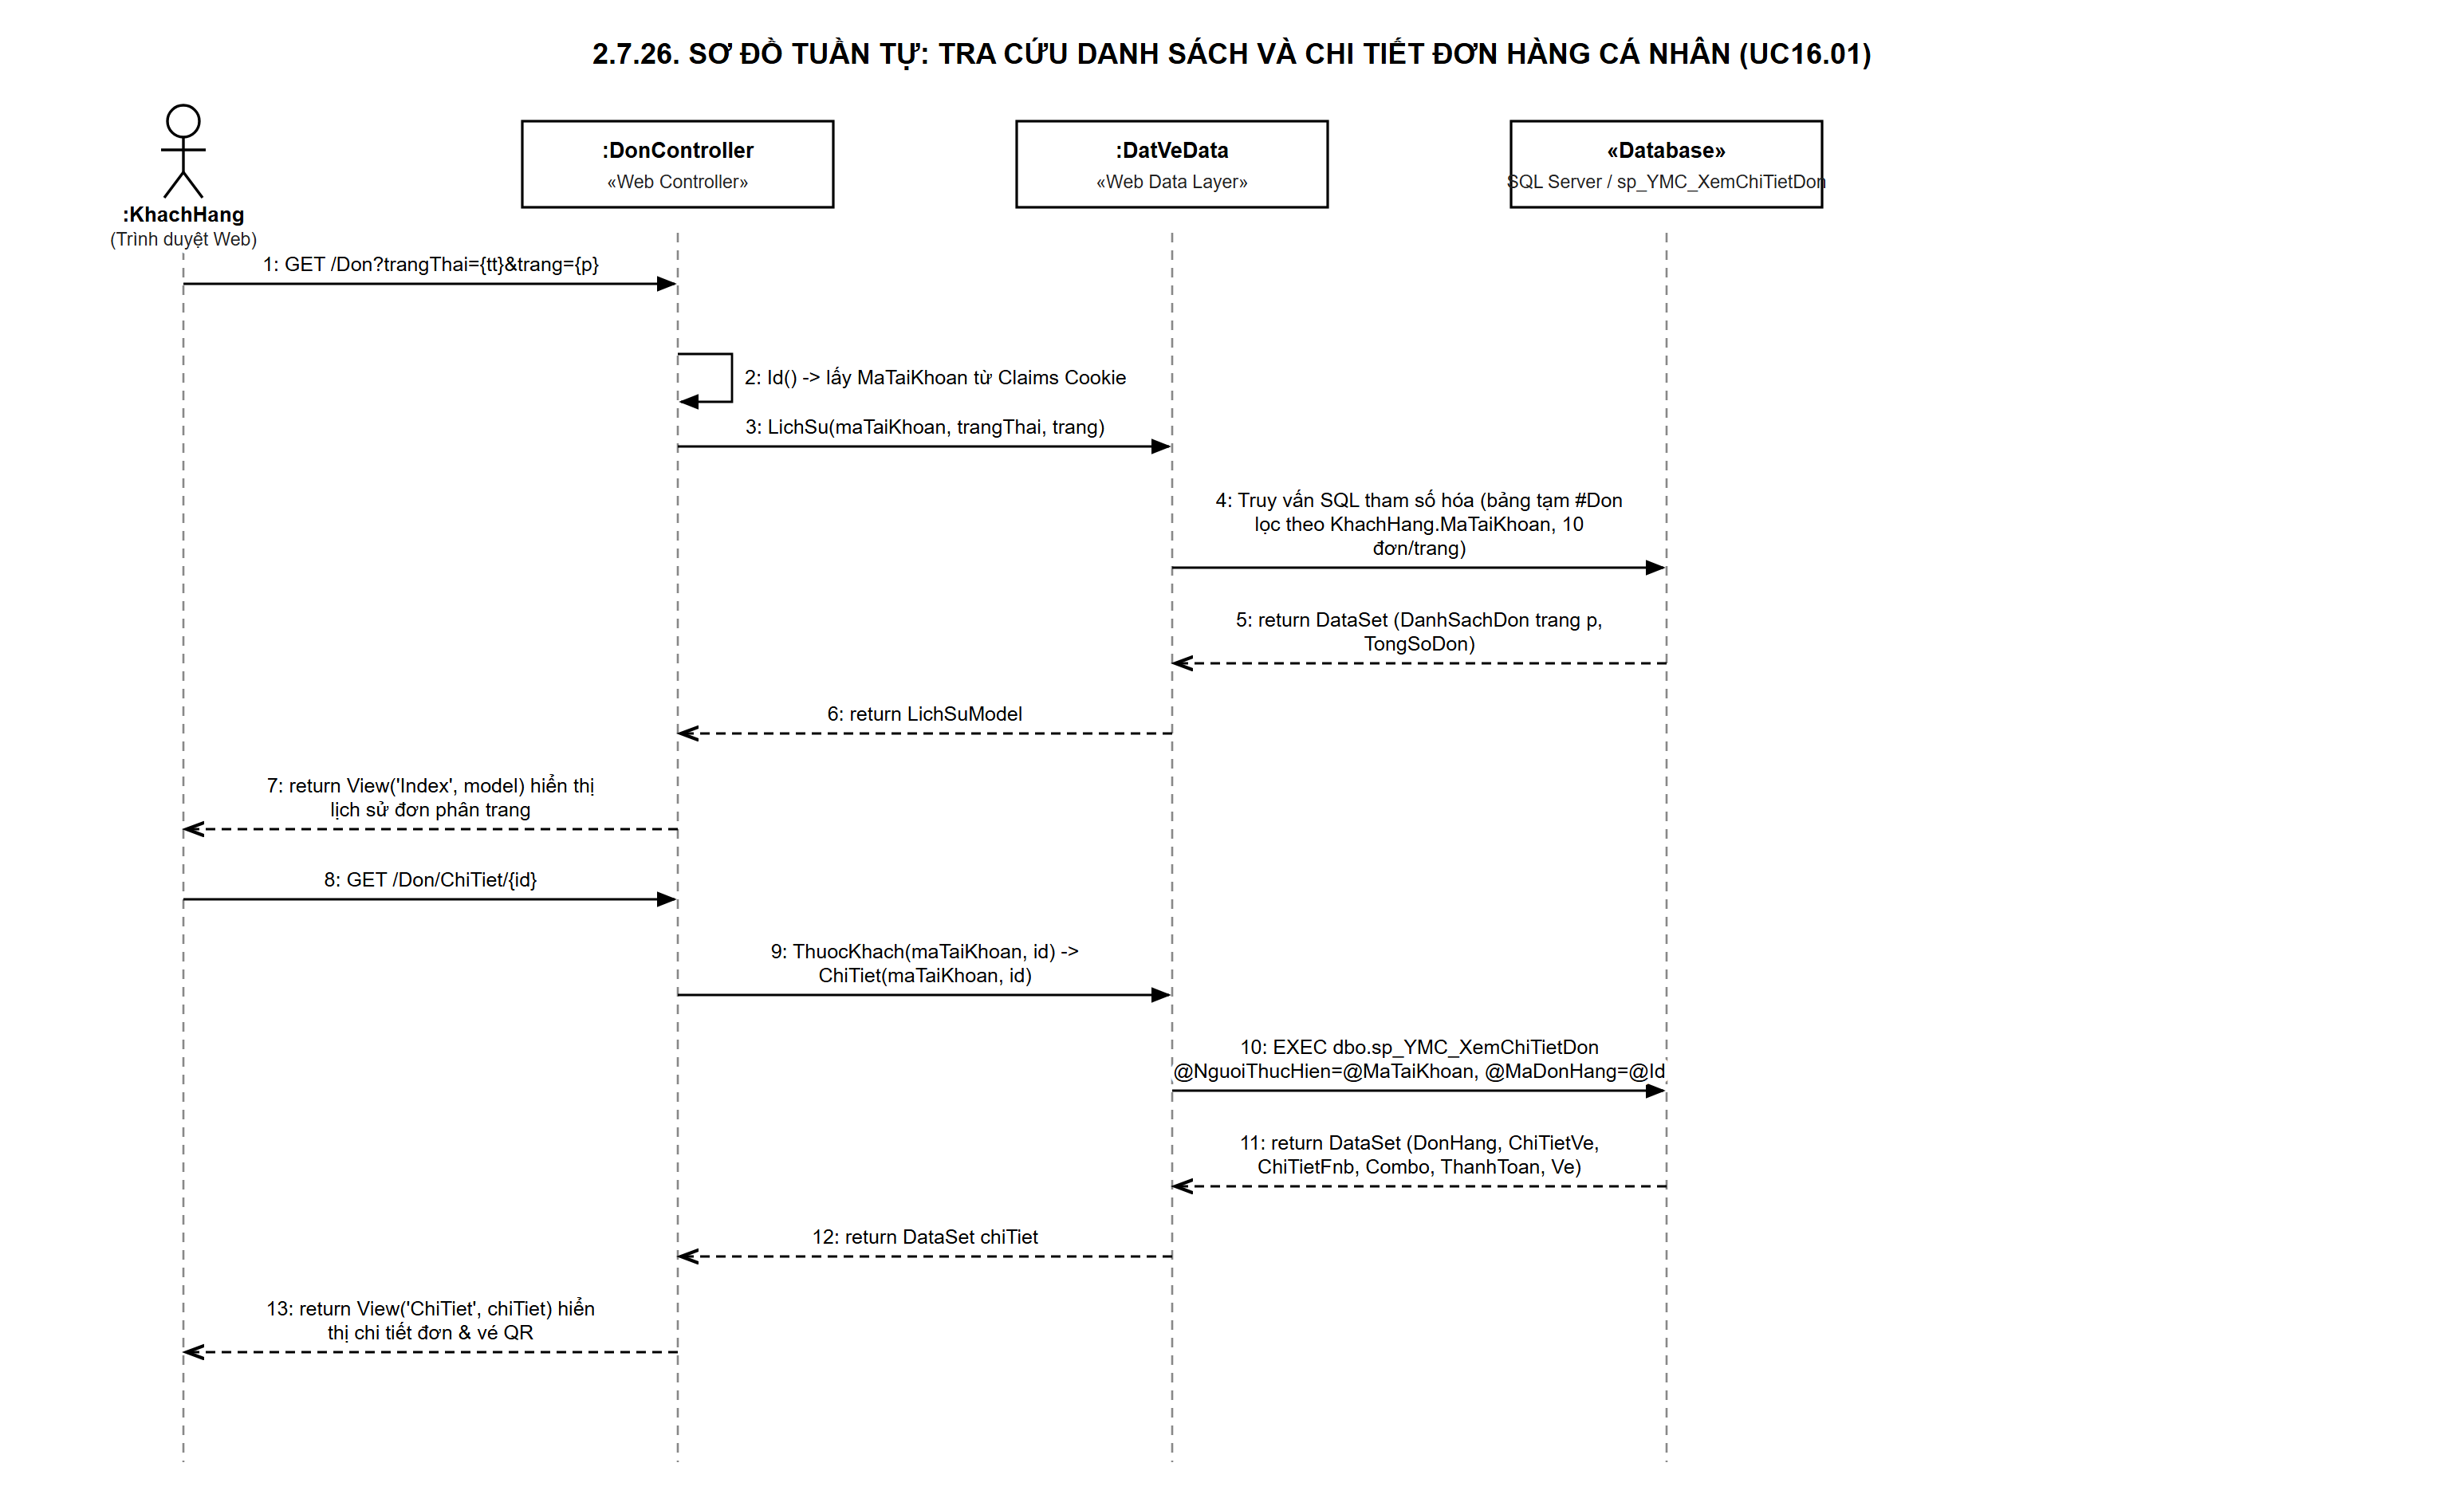 2.7.26. SƠ ĐỒ TUẦN TỰ: TRA CỨU DANH SÁCH VÀ CHI TIẾT ĐƠN HÀNG CÁ NHÂN (UC16.01)
:KhachHang
(Trình duyệt Web)
:DonController
«Web Controller»
:DatVeData
«Web Data Layer»
«Database»
SQL Server / sp_YMC_XemChiTietDon
1: GET /Don?trangThai={tt}&trang={p}
2: Id() -> lấy MaTaiKhoan từ Claims Cookie
3: LichSu(maTaiKhoan, trangThai, trang)
4: Truy vấn SQL tham số hóa (bảng tạm #Don
lọc theo KhachHang.MaTaiKhoan, 10
đơn/trang)
5: return DataSet (DanhSachDon trang p,
TongSoDon)
6: return LichSuModel
7: return View('Index', model) hiển thị
lịch sử đơn phân trang
8: GET /Don/ChiTiet/{id}
9: ThuocKhach(maTaiKhoan, id) ->
ChiTiet(maTaiKhoan, id)
10: EXEC dbo.sp_YMC_XemChiTietDon
@NguoiThucHien=@MaTaiKhoan, @MaDonHang=@Id
11: return DataSet (DonHang, ChiTietVe,
ChiTietFnb, Combo, ThanhToan, Ve)
12: return DataSet chiTiet
13: return View('ChiTiet', chiTiet) hiển
thị chi tiết đơn & vé QR